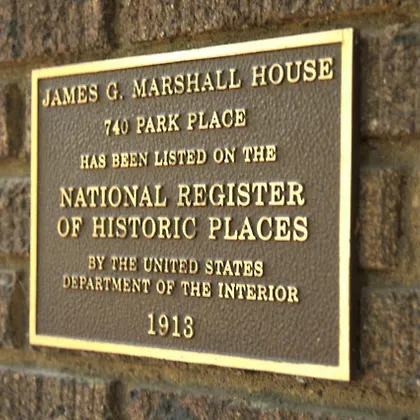 JAMES G. MARSHALL HOUSE
740 PARK PLACE
HAS BEEN LISTED ON THE
NATIONAL REGISTER
OF HISTORIC PLACES
BY THE UNITED STATES
DEPARTMENT OF THE INTERIOR
1913